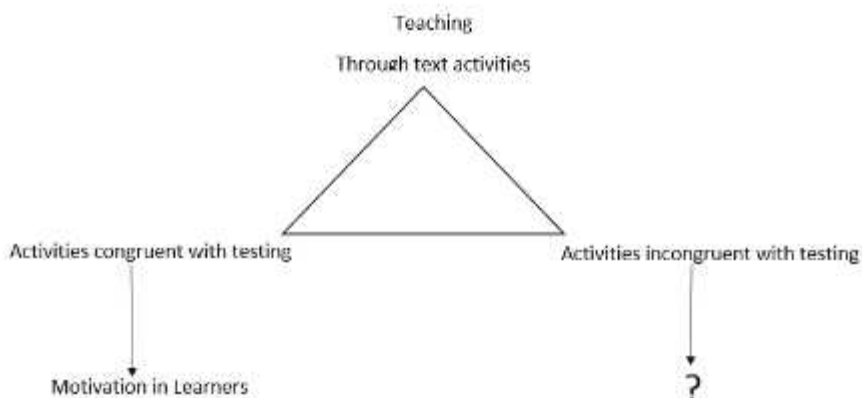 Teaching
Through text activities
Activities congruent with testing
Activities incongruent with testing
Motivation in Learners
?